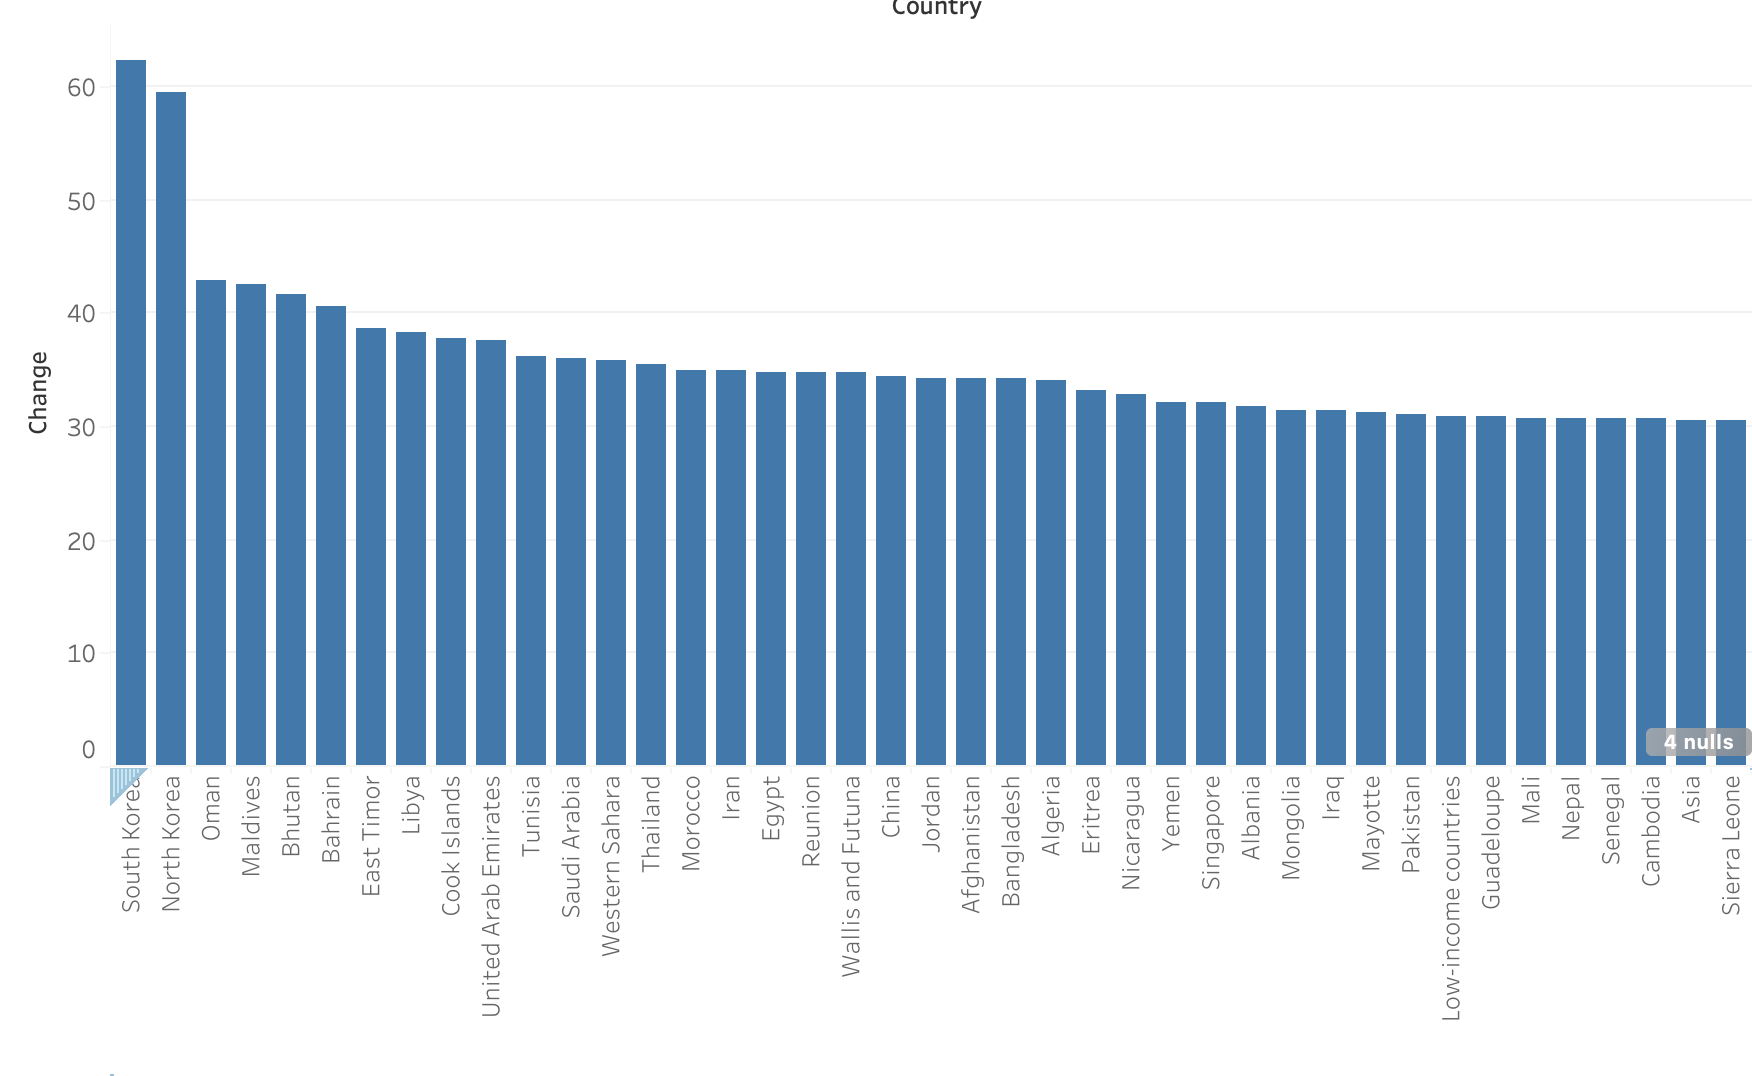 Country
60
50
40
30
20
10
0
Change
4 nulls
South Korea
North Korea
Oman
Maldives
Bhutan
Bahrain
East Timor
Libya
Cook Islands
United Arab Emirates
Tunisia
Saudi Arabia
Western Sahara
Thailand
Morocco
Iran
Egypt
Reunion
Wallis and Futuna
China
Jordan
Afghanistan
Bangladesh
Algeria
Eritrea
Nicaragua
Yemen
Singapore
Albania
Mongolia
Iraq
Mayotte
Pakistan
Low-income countries
Guadeloupe
Mali
Nepal
Senegal
Cambodia
Asia
Sierra Leone